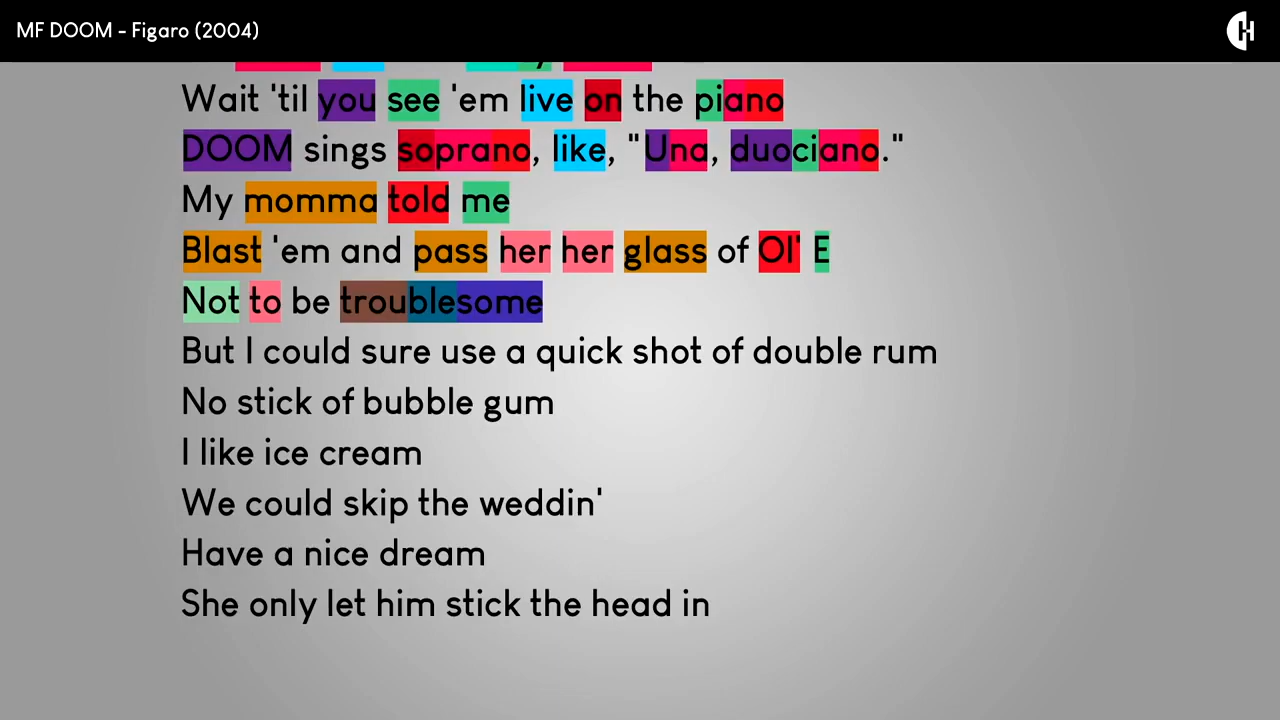 MF DOOM - Figaro (2004)
Wait 'til you see 'em live on the piano
DOOM sings soprano, like, "Una, duociano."
My momma told me
Blast 'em and pass her her glass of Ol' E
Not to be troublesome
But I could sure use a quick shot of double rum
No stick of bubble gum
I like ice cream
We could skip the weddin'
Have a nice dream
She only let him stick the head in